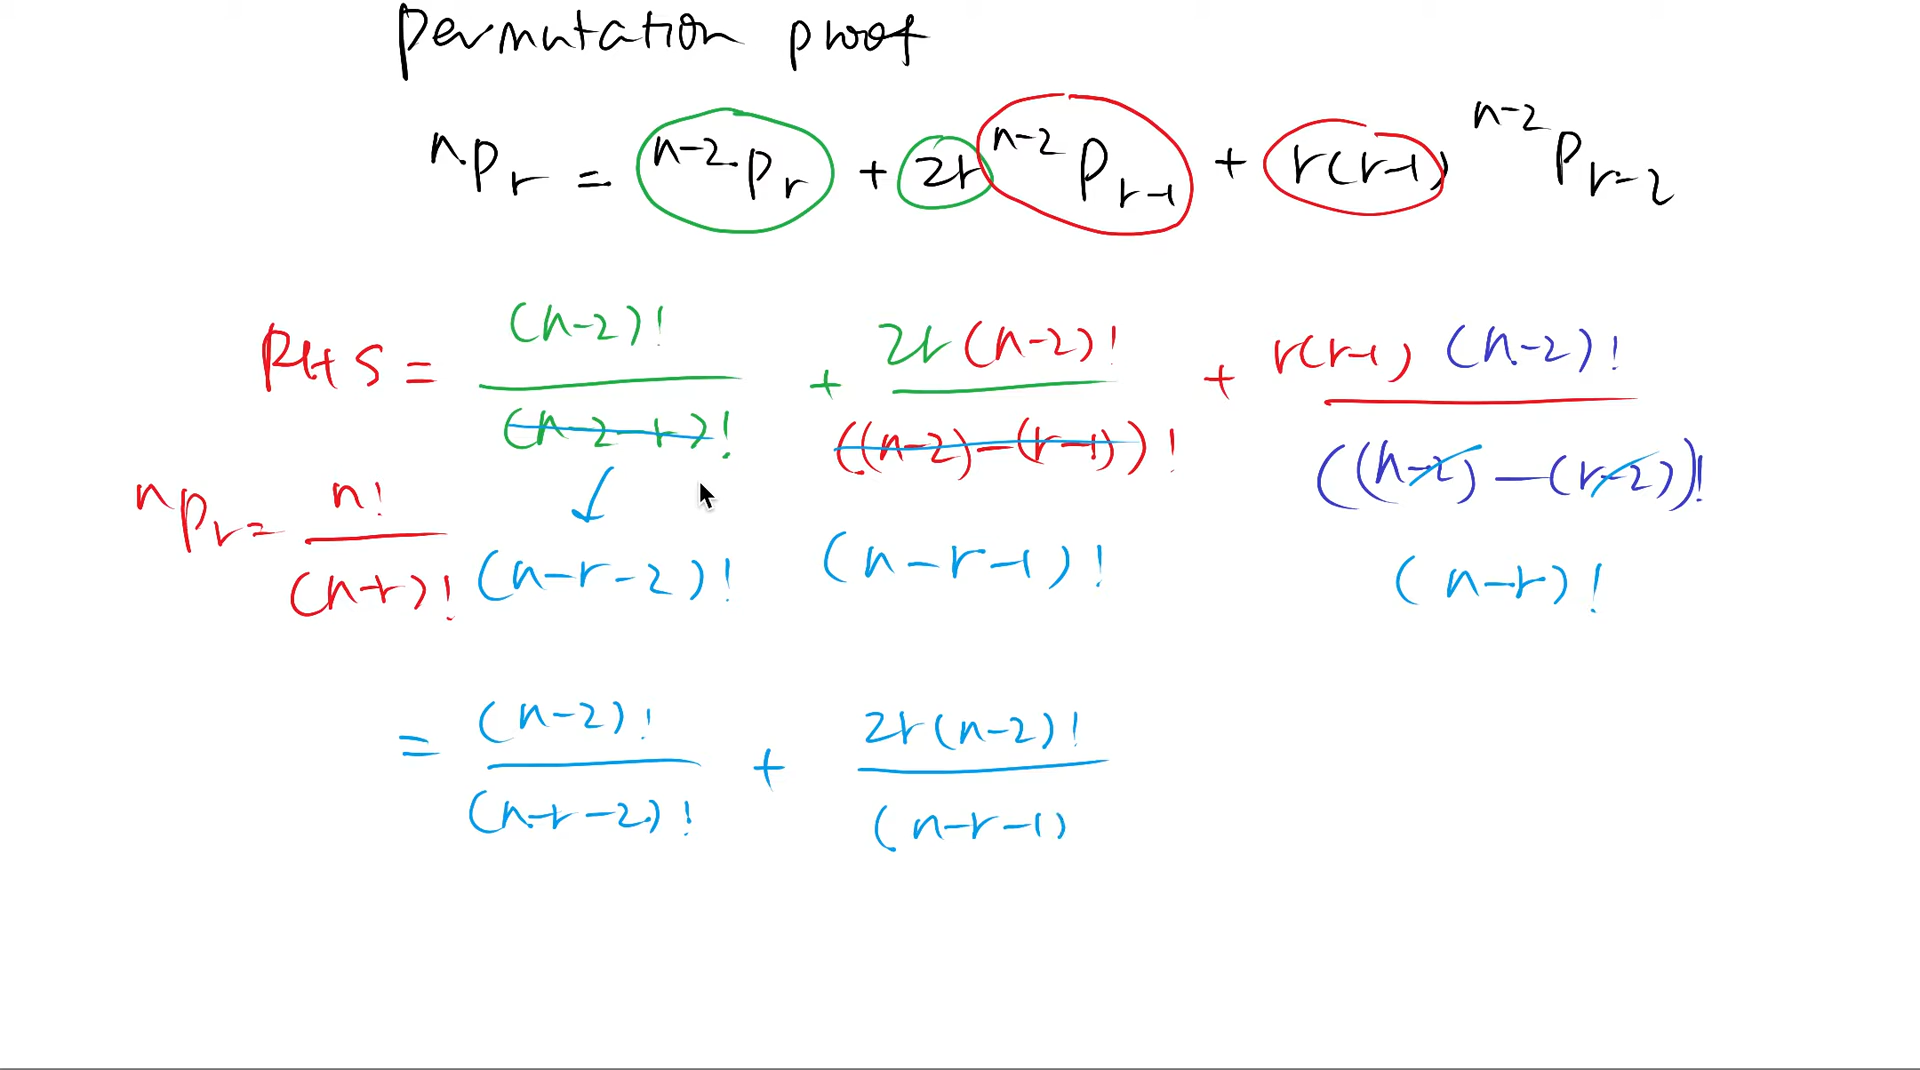 permutation proof
ⁿPᵣ = ⁿ⁻²Pᵣ + 2r ⁿ⁻²Pᵣ₋₁ + r(r-1) ⁿ⁻²Pᵣ₋₂
RHS = (n-2)! / (n-2-r)! + 2r(n-2)! / ((n-2)-(r-1))! + r(r-1) (n-2)! / ((n-2)-(r-2))!
ⁿPᵣ = n! / (n-r)!
(n-r-2)! (n-r-1)! (n-r)!
= (n-2)! / (n-r-2)! + 2r(n-2)! / (n-r-1)